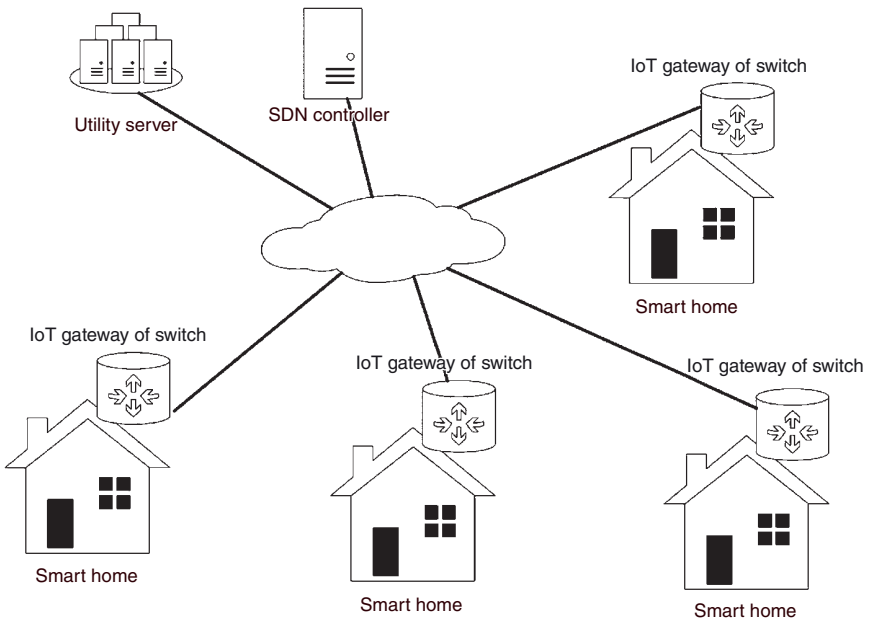 IoT gateway of switch
SDN controller
Utility server
Smart home
IoT gateway of switch
IoT gateway of switch
IoT gateway of switch
Smart home
Smart home
Smart home